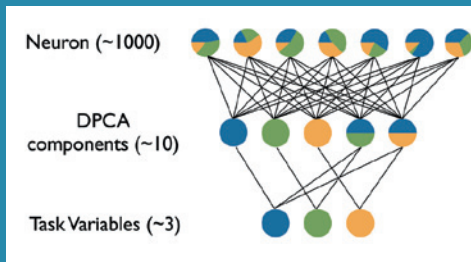 Neuron (~1000)
DPCA
components (~10)
Task Variables (~3)